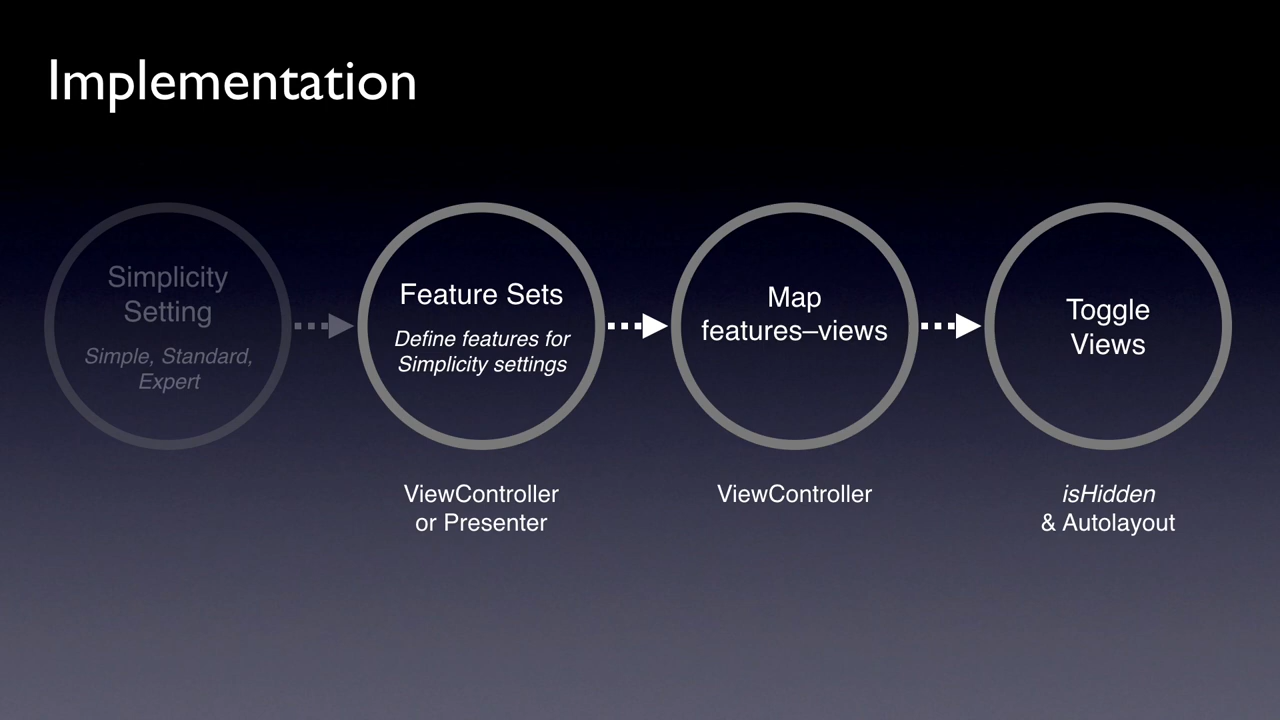 Implementation
Simplicity
Setting
Simple, Standard,
Expert
Feature Sets
Define features for
Simplicity settings
Map
features–views
Toggle
Views
ViewController
or Presenter
ViewController
isHidden
& Autolayout